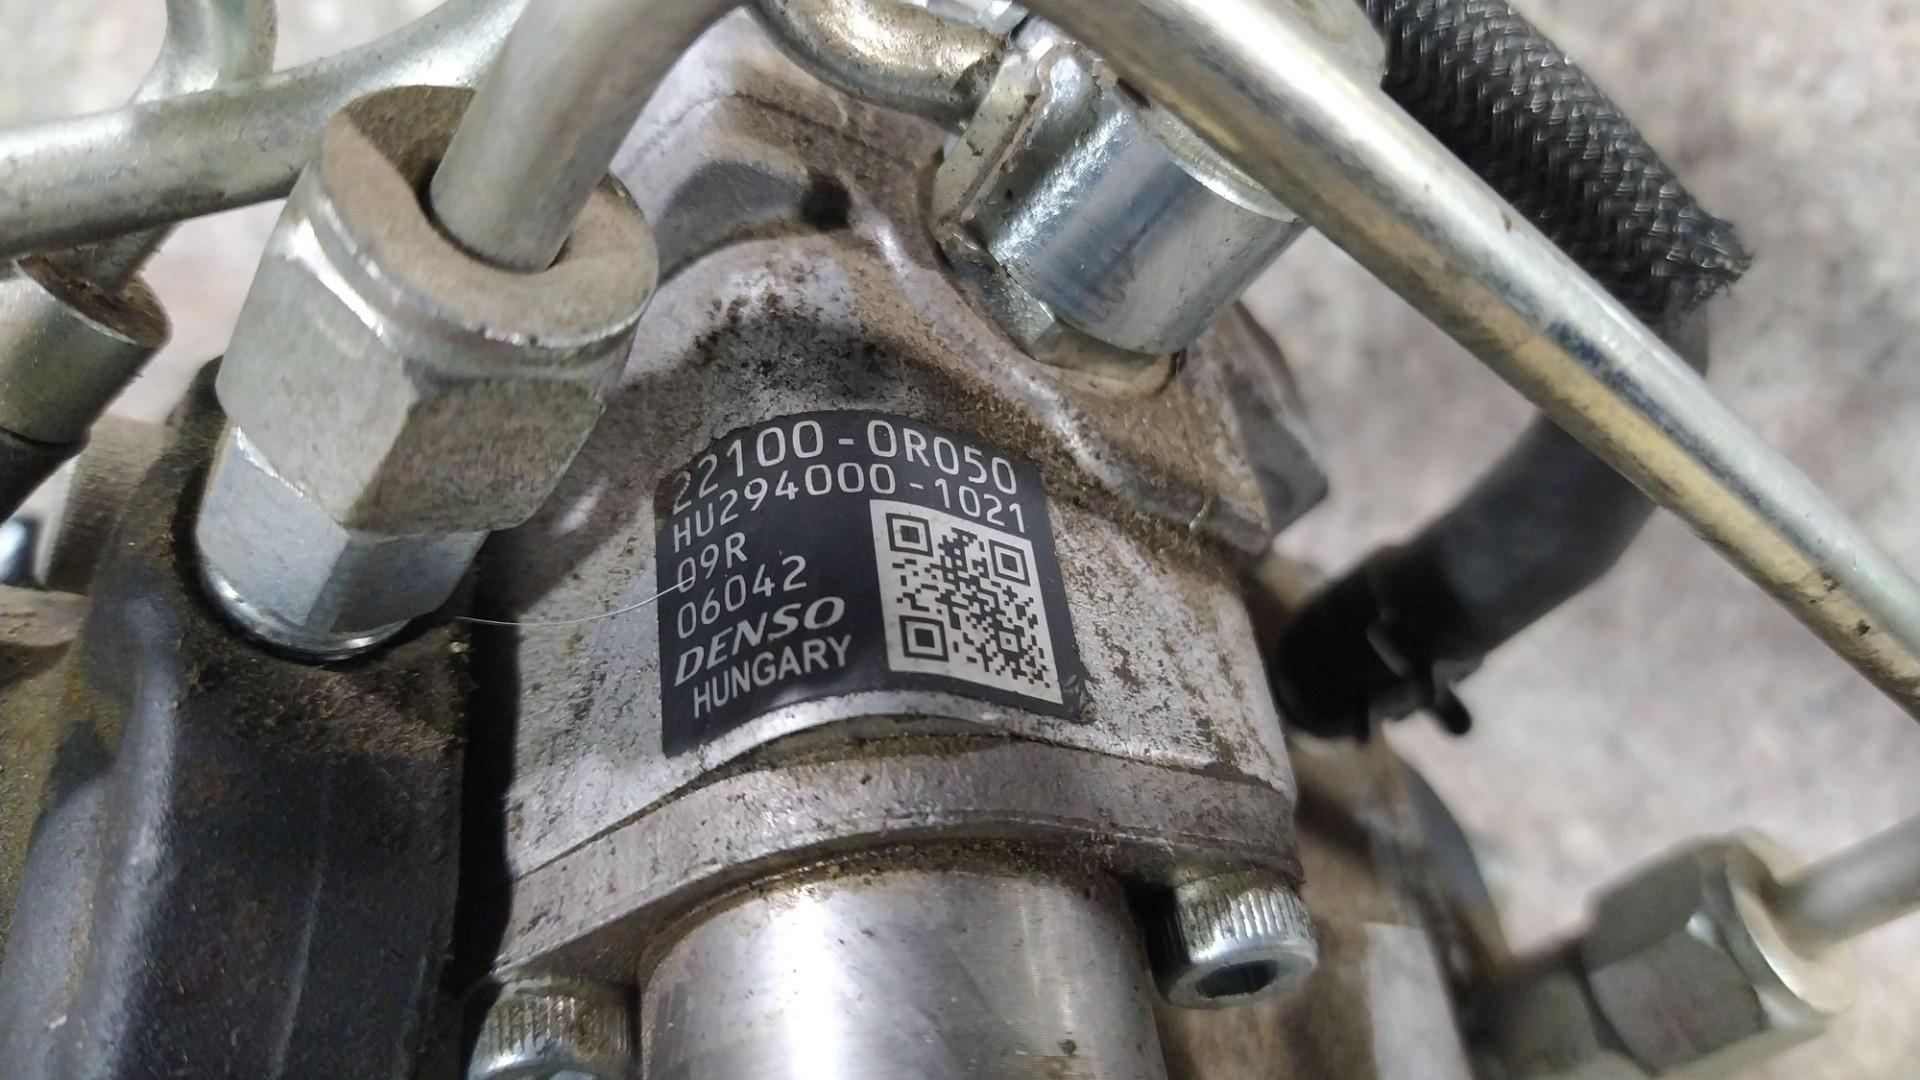 22100-0R050
HU294000-1021
09R
06042
DENSO
HUNGARY